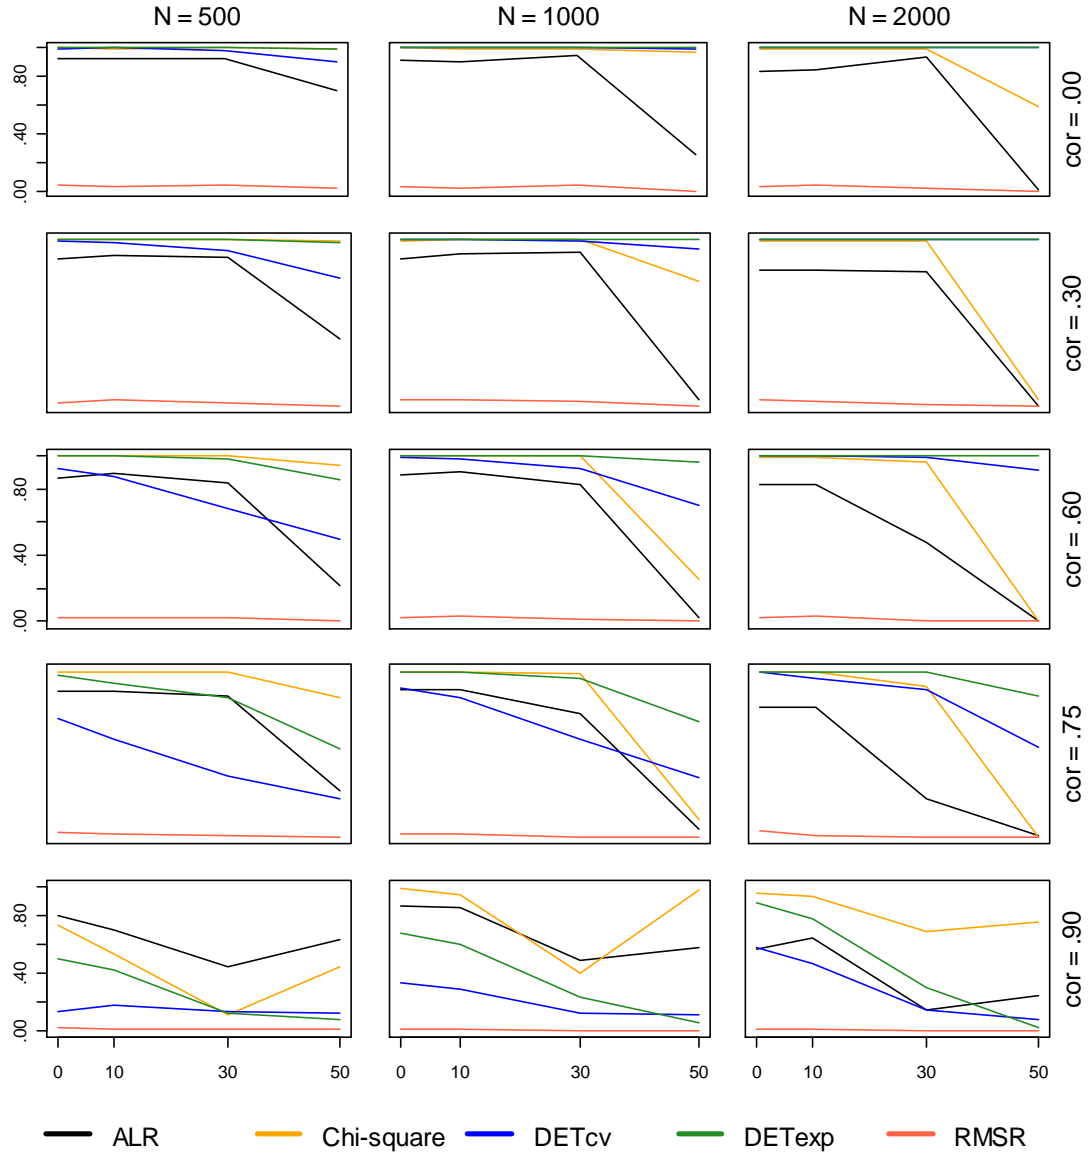 N = 500 N = 1000 N = 2000
.80
.40
.00
cor = .00
cor = .30
.80
.40
.00
cor = .60
cor = .75
.80
.40
.00
cor = .90
0 10 30 50 0 10 30 50 0 10 30 50
ALR Chi-square DETcv DETexp RMSR